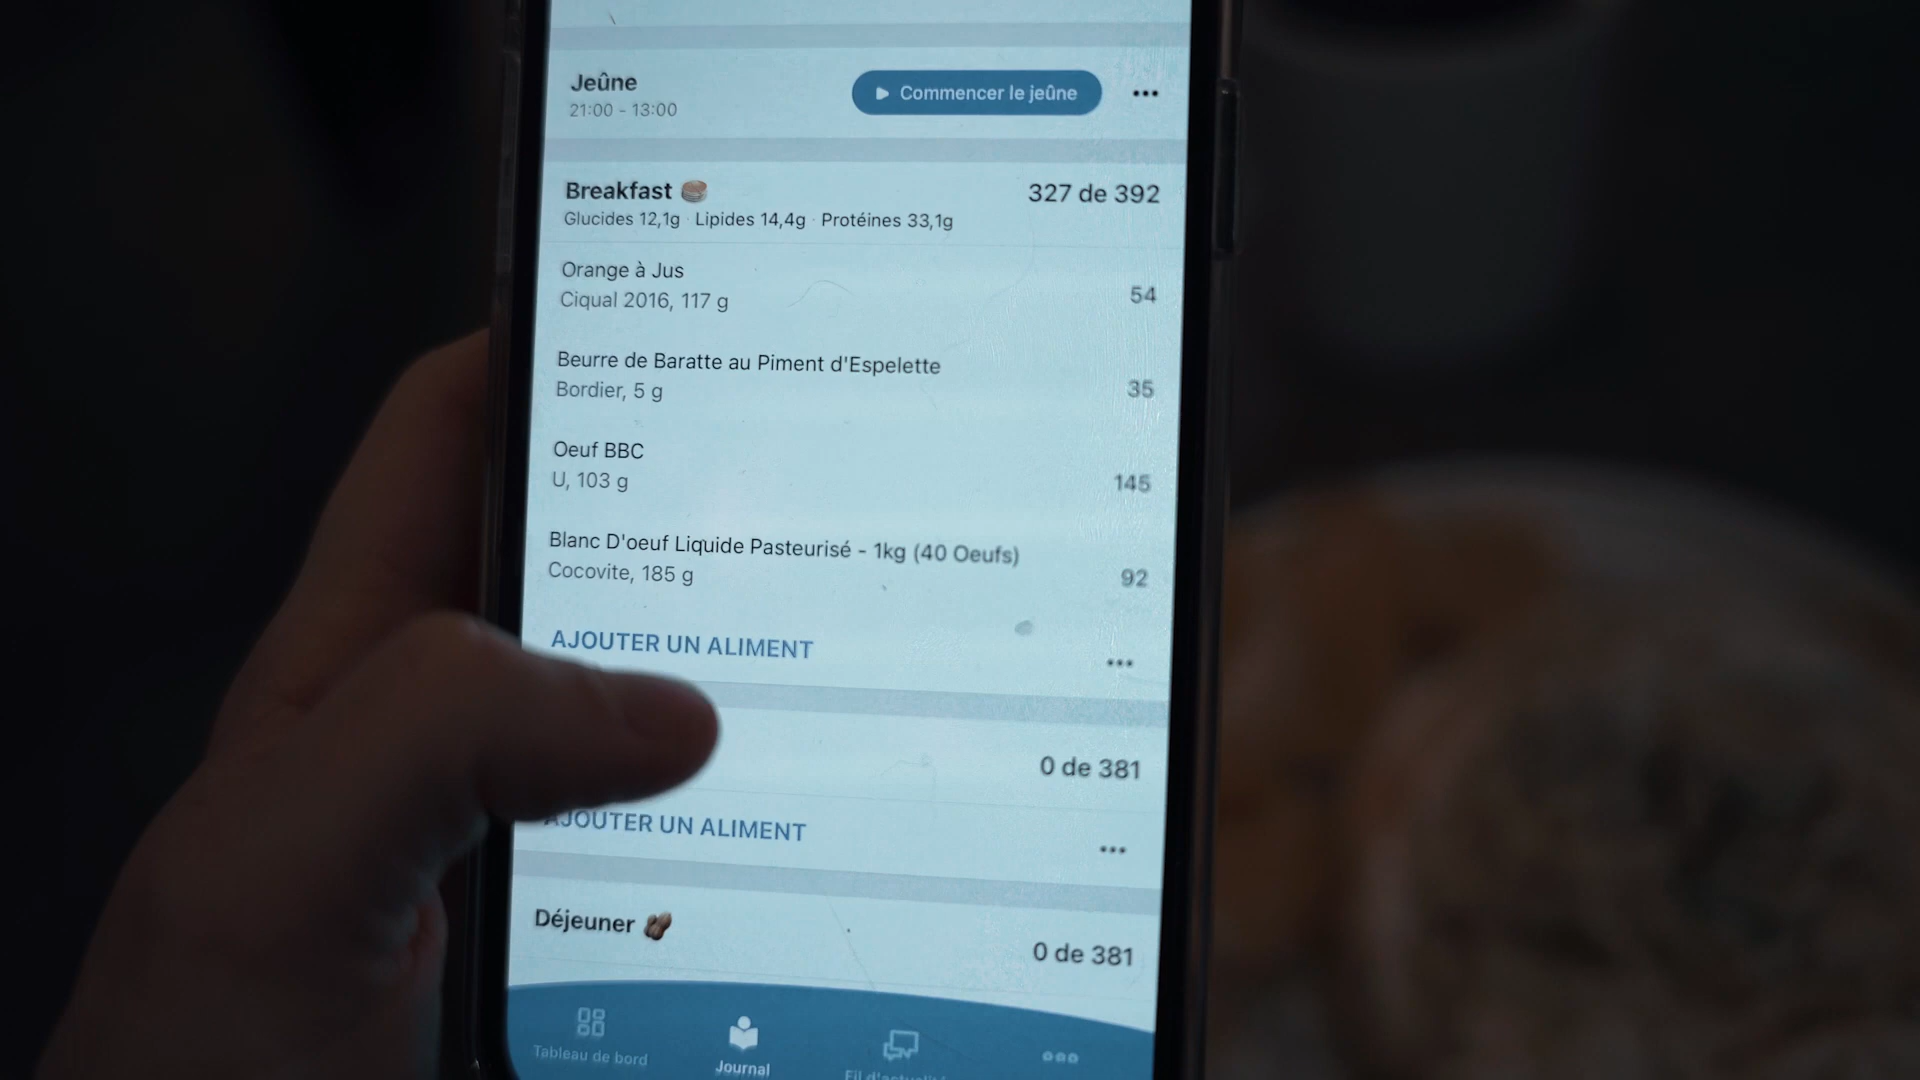 Jeûne
21:00 - 13:00
Commencer le jeûne
Breakfast
327 de 392
Glucides 12,1g · Lipides 14,4g · Protéines 33,1g
Orange à Jus
Ciqual 2016, 117 g
54
Beurre de Baratte au Piment d'Espelette
Bordier, 5 g
35
Oeuf BBC
U, 103 g
145
Blanc D'oeuf Liquide Pasteurisé - 1kg (40 Oeufs)
Cocovite, 185 g
92
AJOUTER UN ALIMENT
0 de 381
AJOUTER UN ALIMENT
Déjeuner
0 de 381
Tableau de bord
Journal
Fil